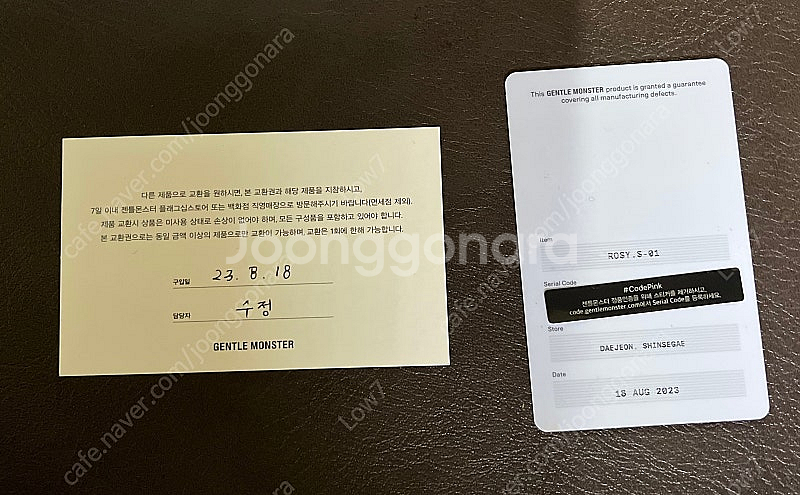 다른 제품으로 교환을 원하시면, 본 교환권과 해당 제품을 지참하시고,
7일 이내 젠틀몬스터 플래그십스토어 또는 백화점 직영매장으로 방문해주시기 바랍니다(면세점 제외).
제품 교환시 상품은 미사용 상태로 손상이 없어야 하며, 모든 구성품을 포함하고 있어야 합니다.
본 교환권으로는 동일 금액 이상의 제품으로만 교환이 가능하며, 교환은 1회에 한해 가능합니다.
구입일 23. 8. 18
담당자 수정
GENTLE MONSTER
This GENTLE MONSTER product is granted a guarantee
covering all manufacturing defects.
Item
ROSY.S-01
Serial Code
#CodePink
젠틀몬스터 정품인증을 위해 스티커를 제거하시고,
code.gentlemonster.com에서 Serial Code를 등록하세요.
Store
DAEJEON. SHINSEGAE
Date
18 AUG 2023
Joonggonara
cafe.naver.com/joonggonara
Low7